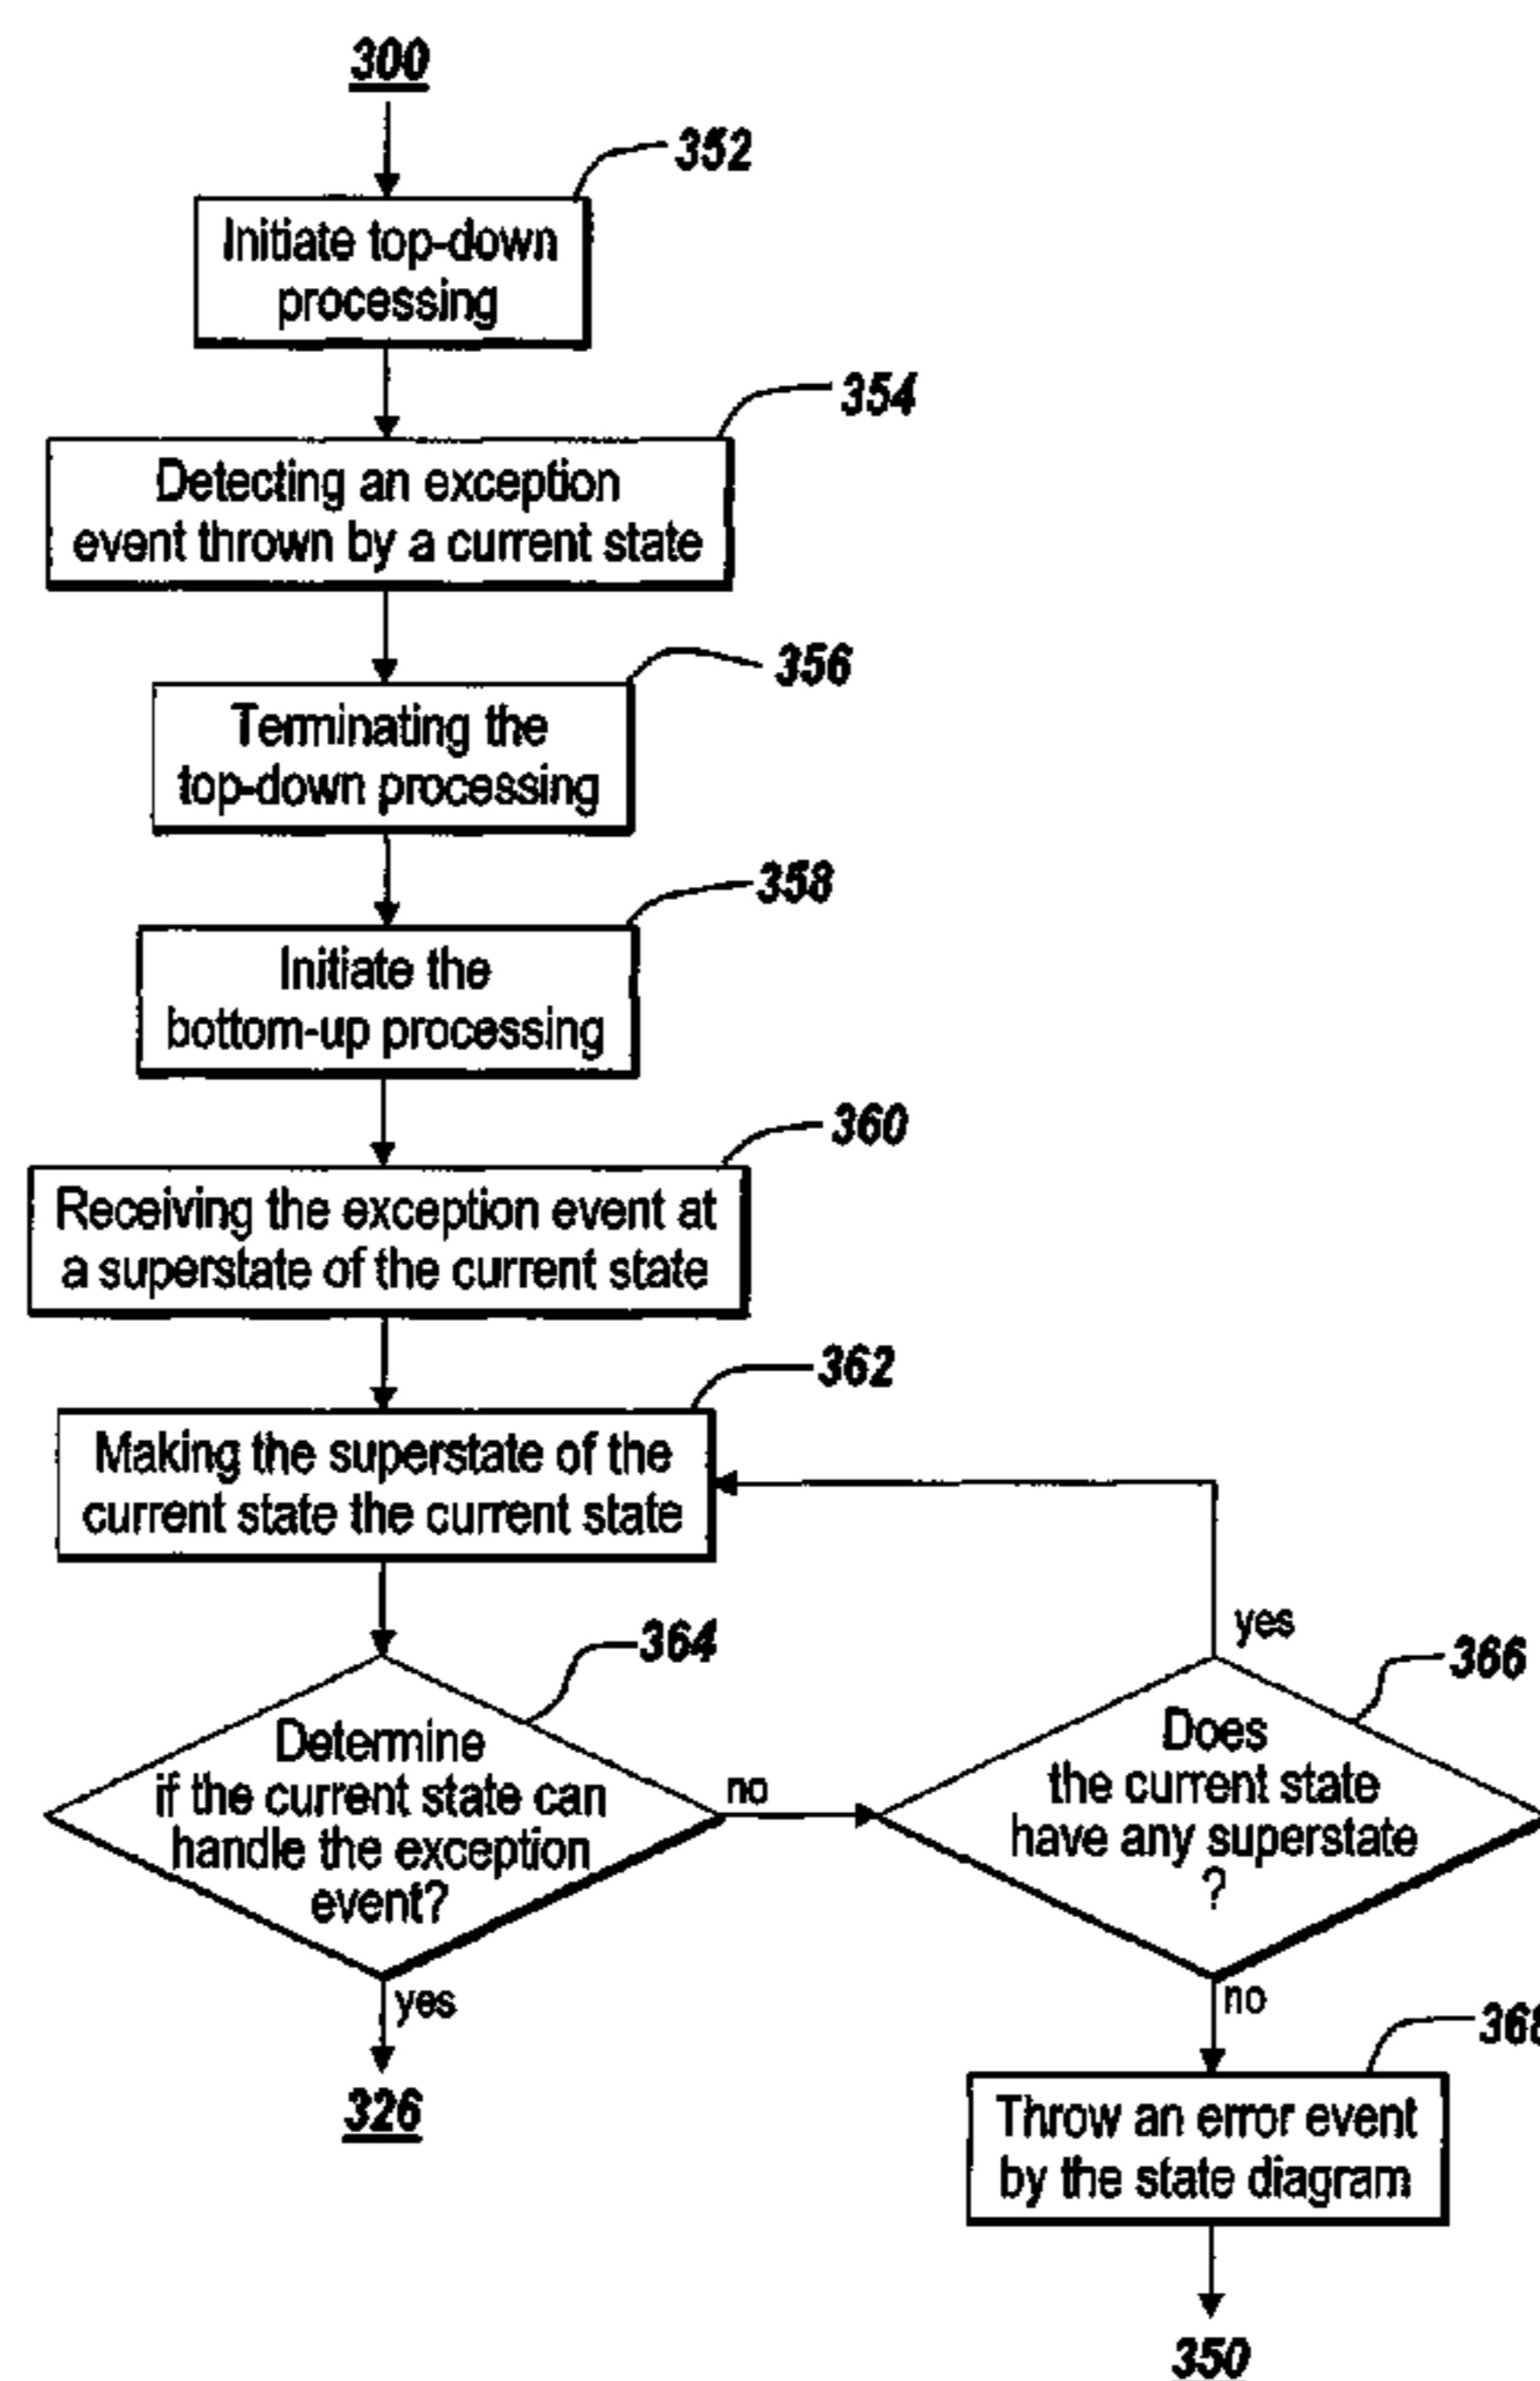 300
352
Initiate top-down
processing
354
Detecting an exception
event thrown by a current state
356
Terminating the
top-down processing
358
Initiate the
bottom-up processing
360
Receiving the exception event at
a superstate of the current state
362
Making the superstate of the
current state the current state
364
Determine
if the current state can
handle the exception
event?
no
yes
326
366
Does
the current state
have any superstate
?
yes
no
368
Throw an error event
by the state diagram
350